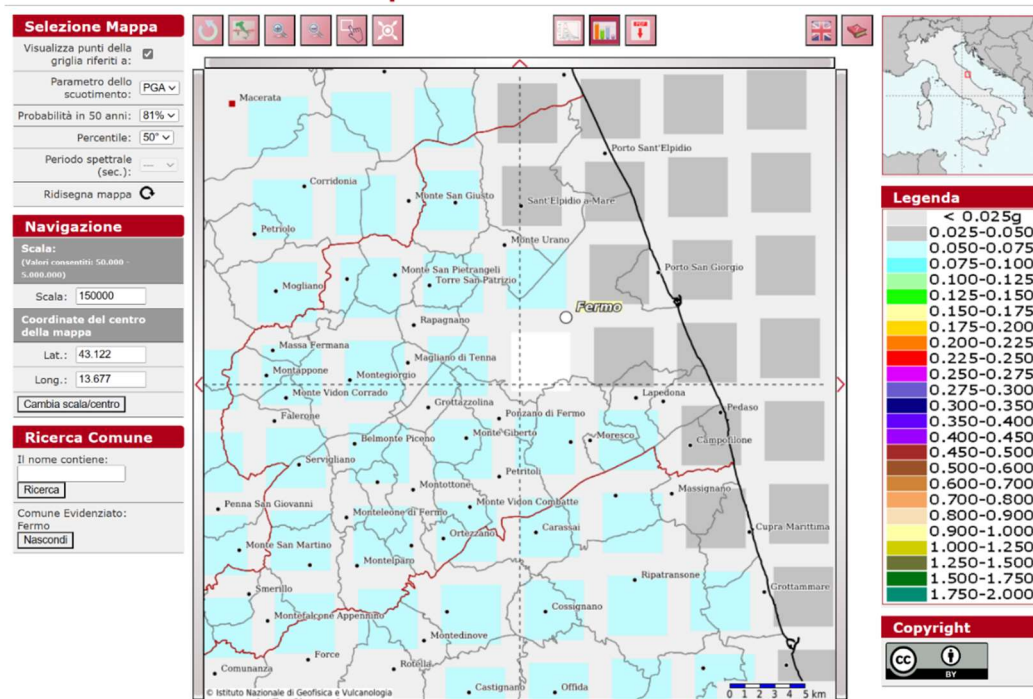 Selezione Mappa
Visualizza punti della
griglia riferiti a:
Parametro dello
scuotimento: PGA
Probabilità in 50 anni: 81%
Percentile: 50°
Periodo spettrale
(sec.): ---
Ridisegna mappa
Navigazione
Scala:
(Valori consentiti: 50.000 -
5.000.000)
Scala: 150000
Coordinate del centro
della mappa
Lat.: 43.122
Long.: 13.677
Cambia scala/centro
Ricerca Comune
Il nome contiene:
Ricerca
Comune Evidenziato:
Fermo
Nascondi
Macerata
Porto Sant'Elpidio
Corridonia
Monte San Giusto
Sant'Elpidio a Mare
Petriolo
Monte Urano
Monte San Pietrangeli
Porto San Giorgio
Mogliano
Torre San Patrizio
Fermo
Rapagnano
Massa Fermana
Magliano di Tenna
Montappone
Montegiorgio
Monte Vidon Corrado
Grottazzolina
Lapedona
Falerone
Ponzano di Fermo
Pedaso
Belmonte Piceno
Monte Giberto
Moresco
Campofilone
Servigliano
Petritoli
Montottone
Massignano
Penna San Giovanni
Monteleone di Fermo
Monte Vidon Combatte
Ortezzano
Carassai
Cupra Marittima
Monte San Martino
Montelparo
Smerillo
Ripatransone
Grottammare
Montefalcone Appennino
Cossignano
Montedinove
Force
Comunanza
Rotella
Castignano
Offida
© Istituto Nazionale di Geofisica e Vulcanologia
0 1 2 3 4 5 km
Legenda
< 0.025g
0.025-0.050
0.050-0.075
0.075-0.100
0.100-0.125
0.125-0.150
0.150-0.175
0.175-0.200
0.200-0.225
0.225-0.250
0.250-0.275
0.275-0.300
0.300-0.350
0.350-0.400
0.400-0.450
0.450-0.500
0.500-0.600
0.600-0.700
0.700-0.800
0.800-0.900
0.900-1.000
1.000-1.250
1.250-1.500
1.500-1.750
1.750-2.000
Copyright
cc
BY